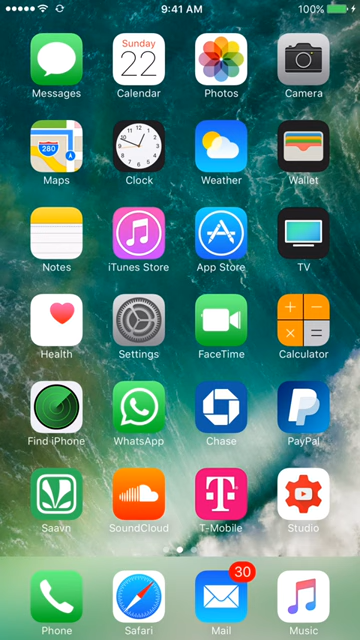 9:41 AM 100%
Sunday
22
Messages Calendar Photos Camera
280
Maps Clock Weather Wallet
Notes iTunes Store App Store TV
Health Settings FaceTime Calculator
Find iPhone WhatsApp Chase PayPal
Saavn SoundCloud T-Mobile Studio
30
Phone Safari Mail Music